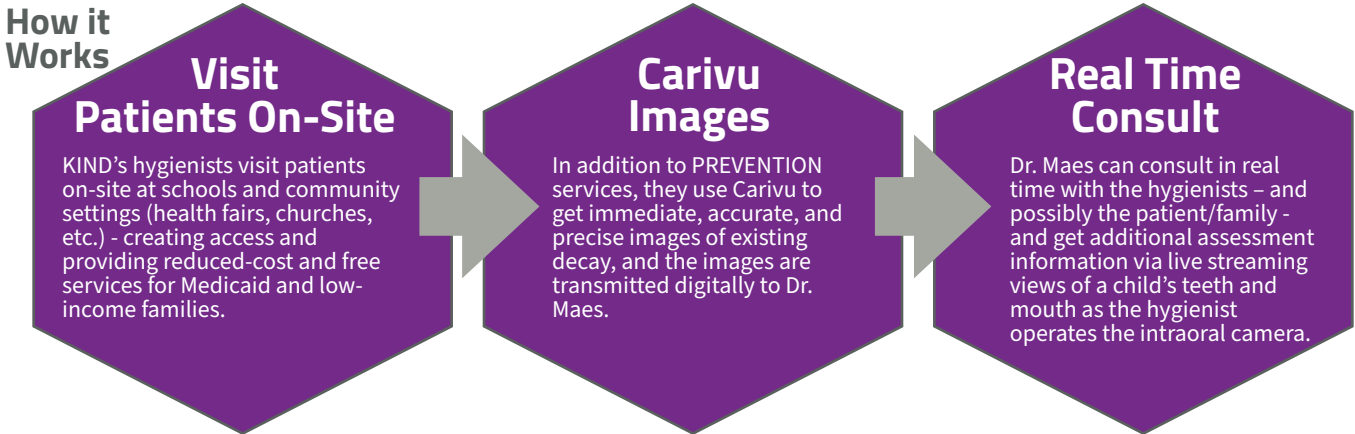 How it
Works
Visit
Patients On-Site
KIND’s hygienists visit patients
on-site at schools and community
settings (health fairs, churches,
etc.) - creating access and
providing reduced-cost and free
services for Medicaid and low-
income families.
Carivu
Images
In addition to PREVENTION
services, they use Carivu to
get immediate, accurate, and
precise images of existing
decay, and the images are
transmitted digitally to Dr.
Maes.
Real Time
Consult
Dr. Maes can consult in real
time with the hygienists – and
possibly the patient/family -
and get additional assessment
information via live streaming
views of a child’s teeth and
mouth as the hygienist
operates the intraoral camera.